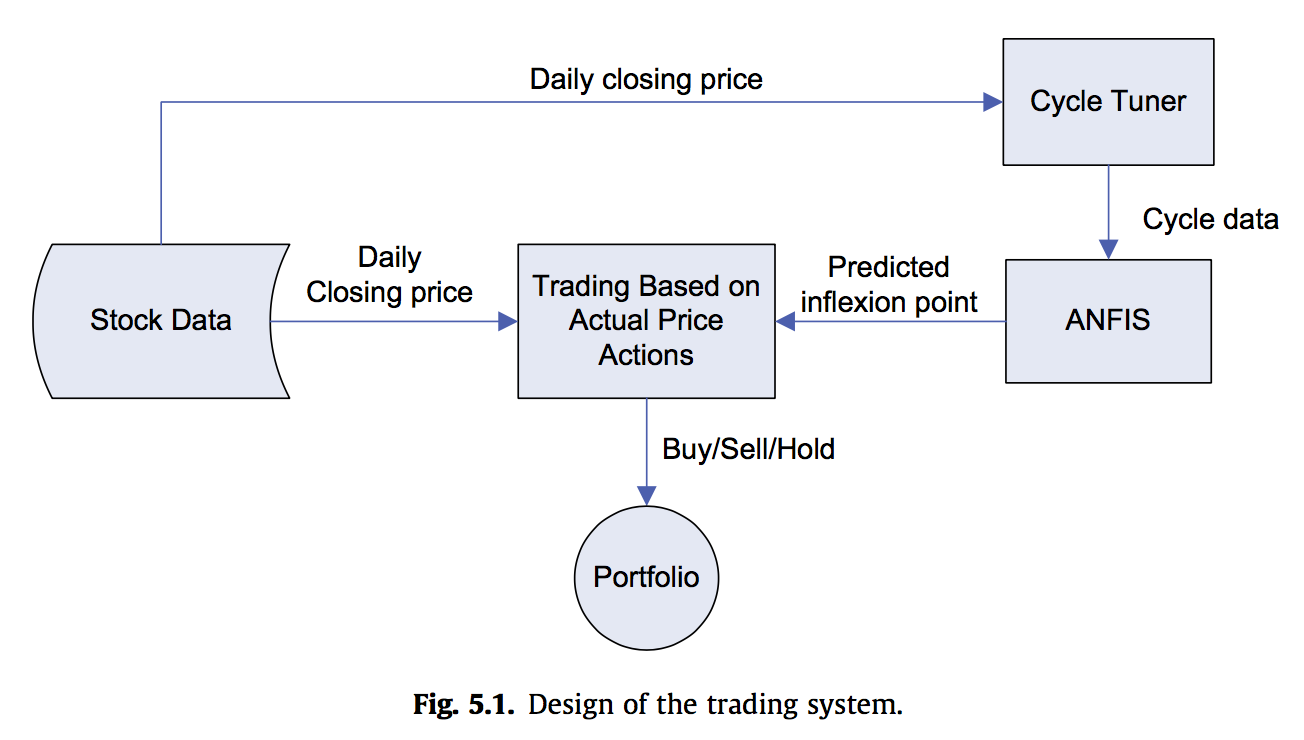 Daily closing price
Cycle Tuner
Cycle data
Daily
Closing price
Predicted
inflexion point
Stock Data
Trading Based on
Actual Price
Actions
ANFIS
Buy/Sell/Hold
Portfolio
Fig. 5.1. Design of the trading system.